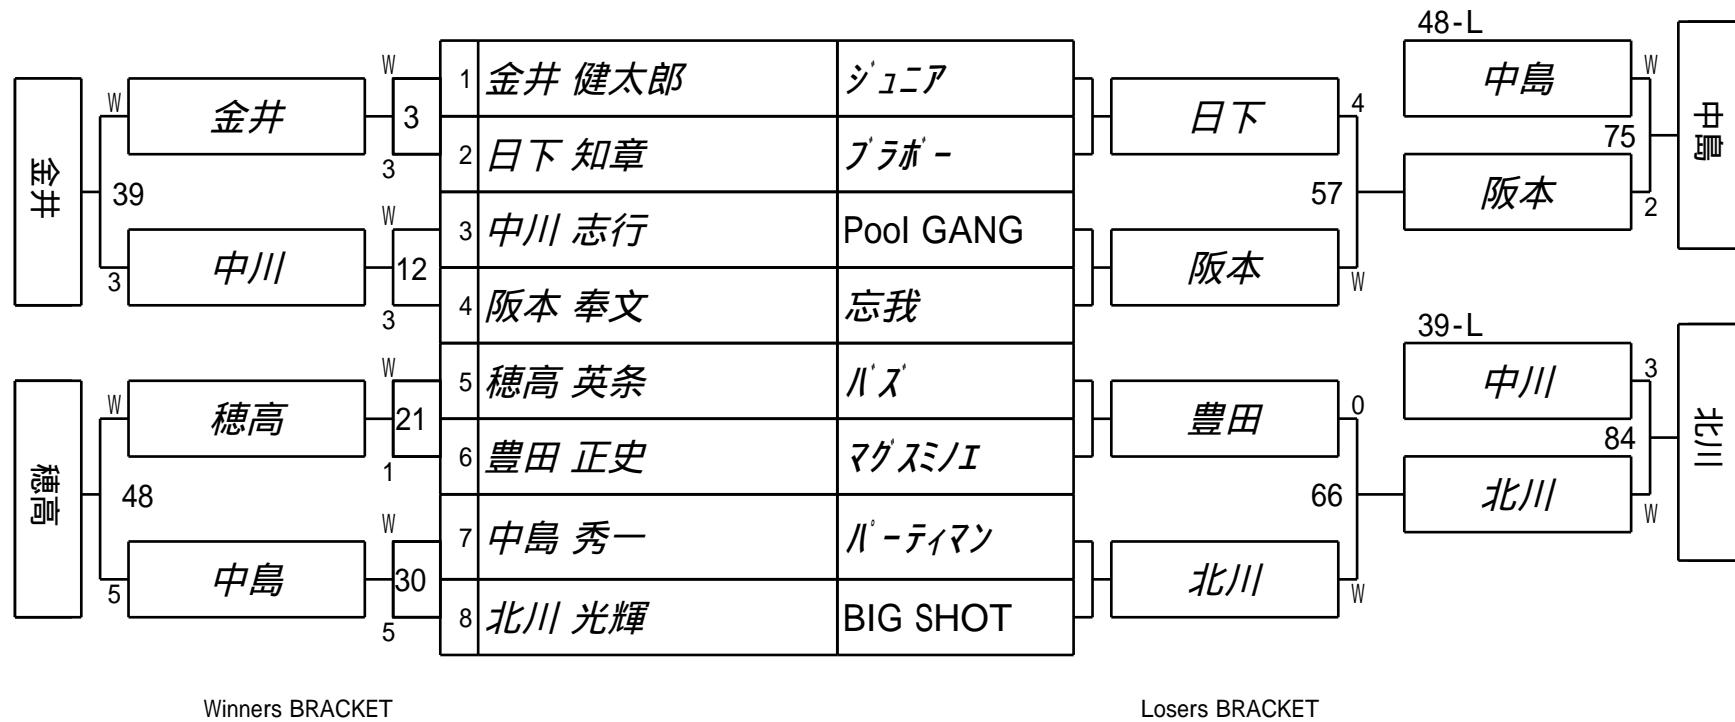 48-L
W
1 金井 健太郎 ジュニア
中島
W
W
金井
3
日下
4
75
中島
2 日下 知章 ブラボー
3
阪本
2
金井
39
57
W
3 中川 志行 Pool GANG
3
中川
12
阪本
W
4 阪本 奉文 忘我
3
39-L
W
5 穂高 英条 バズ
中川
3
W
穂高
21
豊田
0
84
北川
6 豊田 正史 マグスミノエ
1
北川
W
穂高
48
66
W
7 中島 秀一 パーティマン
5
中島
30
北川
W
8 北川 光輝 BIG SHOT
5
Winners BRACKET
Losers BRACKET